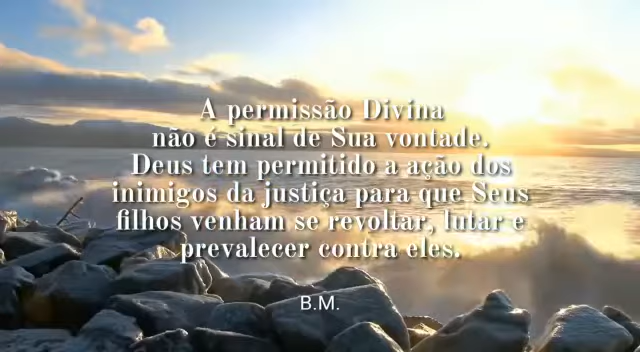 A permissão Divina
não é sinal de Sua vontade.
Deus tem permitido a ação dos
inimigos da justiça para que Seus
filhos venham se revoltar, lutar e
prevalecer contra eles.
B.M.